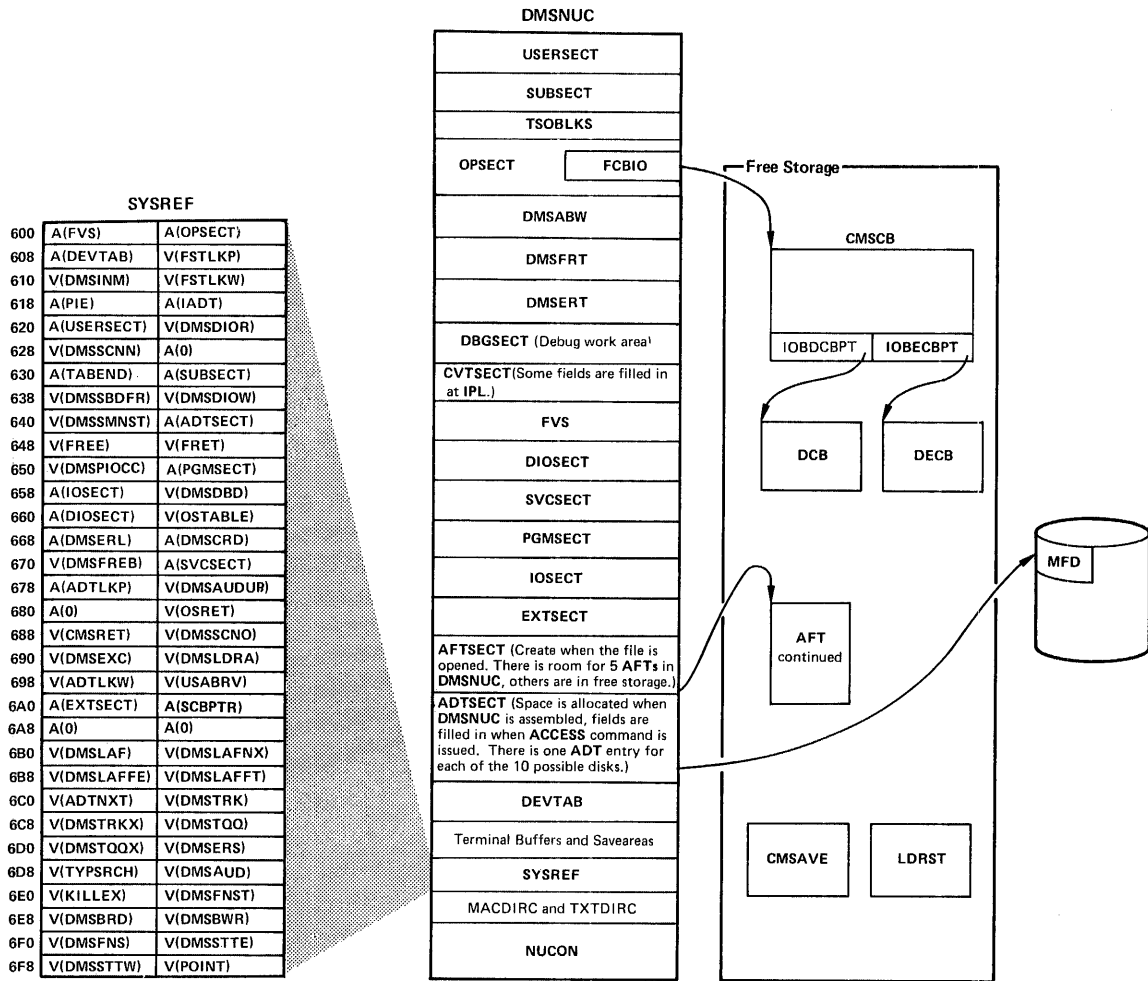 DMSNUC
USERSECT
SUBSECT
TSOBLKS
OPSECT FCBIO
DMSABW
DMSFRT
DMSERT
DBGSECT (Debug work area)
CVTSECT(Some fields are filled in
at IPL.)
FVS
DIOSECT
SVCSECT
PGMSECT
IOSECT
EXTSECT
AFTSECT (Create when the file is
opened. There is room for 5 AFTs in
DMSNUC, others are in free storage.)
ADTSECT (Space is allocated when
DMSNUC is assembled, fields are
filled in when ACCESS command is
issued. There is one ADT entry for
each of the 10 possible disks.)
DEVTAB
Terminal Buffers and Saveareas
SYSREF
MACDIRC and TXTDIRC
NUCON
SYSREF
600 A(FVS) A(OPSECT)
608 A(DEVTAB) V(FSTLKP)
610 V(DMSINM) V(FSTLKW)
618 A(PIE) A(IADT)
620 A(USERSECT) V(DMSDIOR)
628 V(DMSSCNN) A(0)
630 A(TABEND) A(SUBSECT)
638 V(DMSSBDFR) V(DMSDIOW)
640 V(DMSSMNST) A(ADTSECT)
648 V(FREE) V(FRET)
650 V(DMSPIOCC) A(PGMSECT)
658 A(IOSECT) V(DMSDBD)
660 A(DIOSECT) V(OSTABLE)
668 A(DMSERL) A(DMSCRD)
670 V(DMSFREB) A(SVCSECT)
678 A(ADTLKP) V(DMSAUDUP)
680 A(0) V(OSRET)
688 V(CMSRET) V(DMSSCNO)
690 V(DMSEXC) V(DMSLDRA)
698 V(ADTLKW) V(USABRV)
6A0 A(EXTSECT) A(SCBPTR)
6A8 A(0) A(0)
6B0 V(DMSLAF) V(DMSLAFNX)
6B8 V(DMSLAFFE) V(DMSLAFFT)
6C0 V(ADTNXT) V(DMSTRK)
6C8 V(DMSTRKX) V(DMSTQQ)
6D0 V(DMSTQQX) V(DMSERS)
6D8 V(TYPSRCH) V(DMSAUD)
6E0 V(KILLEX) V(DMSFNST)
6E8 V(DMSBRD) V(DMSBWR)
6F0 V(DMSFNS) V(DMSSTTE)
6F8 V(DMSSTTW) V(POINT)
Free Storage
CMSCB
IOBDCBPT IOBECBPT
DCB DECB
AFT
continued
CMSAVE LDRST
MFD